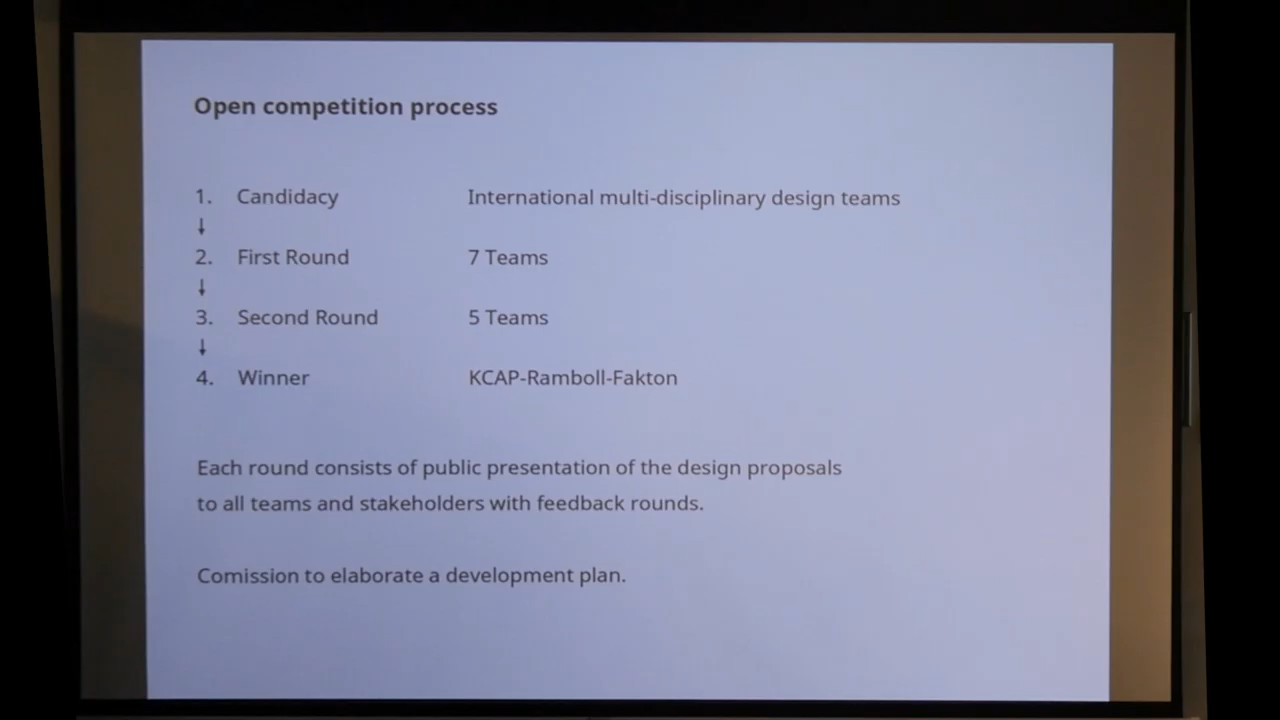 Open competition process
1. Candidacy International multi-disciplinary design teams
↓
2. First Round 7 Teams
↓
3. Second Round 5 Teams
↓
4. Winner KCAP-Ramboll-Fakton
Each round consists of public presentation of the design proposals
to all teams and stakeholders with feedback rounds.
Comission to elaborate a development plan.